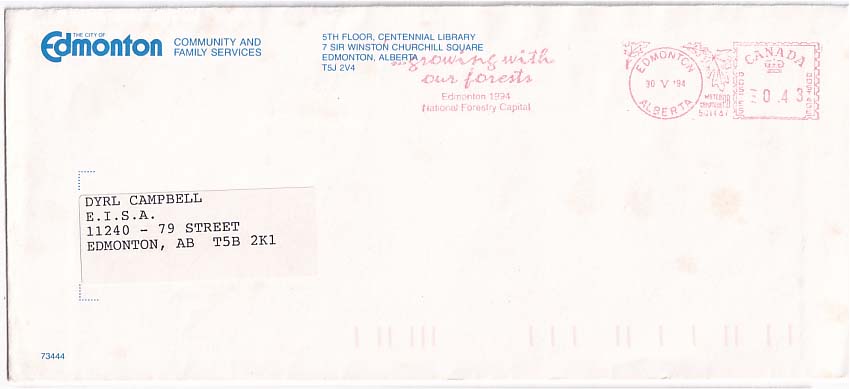 THE CITY OF
Edmonton
COMMUNITY AND
FAMILY SERVICES
5TH FLOOR, CENTENNIAL LIBRARY
7 SIR WINSTON CHURCHILL SQUARE
EDMONTON, ALBERTA
T5J 2V4
...growing with
our forests
Edmonton 1994
National Forestry Capital
EDMONTON
30 V '94
ALBERTA
CANADA
0.43
DYRL CAMPBELL
E.I.S.A.
11240 - 79 STREET
EDMONTON, AB T5B 2K1
73444